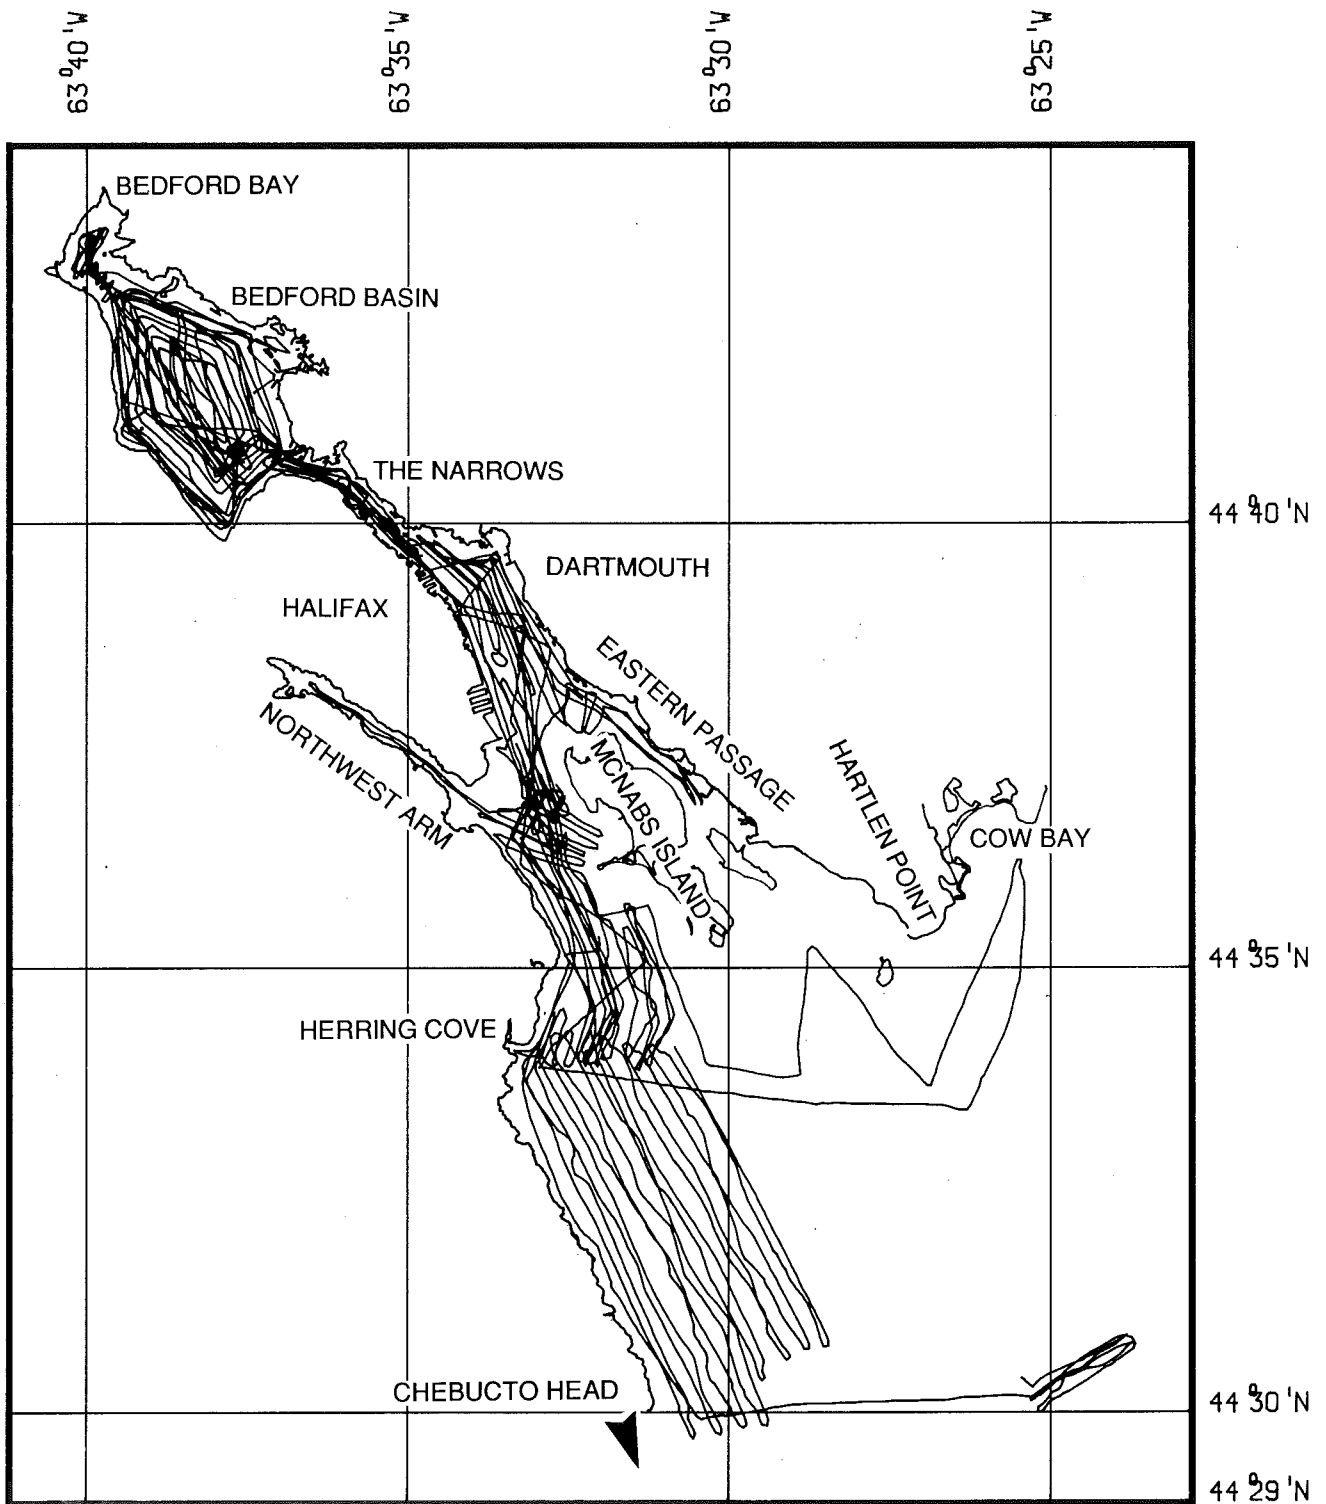 63°40'W
63°35'W
63°30'W
63°25'W
BEDFORD BAY
BEDFORD BASIN
THE NARROWS
44°40'N
DARTMOUTH
HALIFAX
EASTERN PASSAGE
NORTHWEST ARM
MCNABS ISLAND
HARTLEN POINT
COW BAY
44°35'N
HERRING COVE
CHEBUCTO HEAD
44°30'N
44°29'N